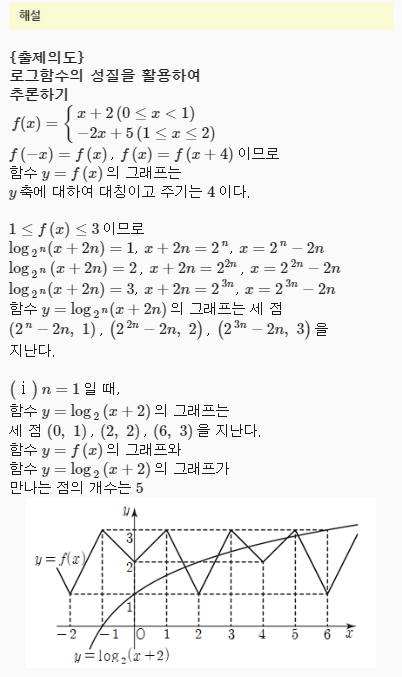 해설
{출제의도}
로그함수의 성질을 활용하여
추론하기
f(x) = { x + 2 (0 ≤ x < 1)
−2x + 5 (1 ≤ x ≤ 2)
f(−x) = f(x), f(x) = f(x + 4) 이므로
함수 y = f(x) 의 그래프는
y 축에 대하여 대칭이고 주기는 4 이다.
1 ≤ f(x) ≤ 3 이므로
log_{2^n}(x + 2n) = 1, x + 2n = 2^n, x = 2^n − 2n
log_{2^n}(x + 2n) = 2, x + 2n = 2^{2n}, x = 2^{2n} − 2n
log_{2^n}(x + 2n) = 3, x + 2n = 2^{3n}, x = 2^{3n} − 2n
함수 y = log_{2^n}(x + 2n) 의 그래프는 세 점
(2^n − 2n, 1), (2^{2n} − 2n, 2), (2^{3n} − 2n, 3) 을
지난다.
(ⅰ) n = 1 일 때,
함수 y = log_2(x + 2) 의 그래프는
세 점 (0, 1), (2, 2), (6, 3) 을 지난다.
함수 y = f(x) 의 그래프와
함수 y = log_2(x + 2) 의 그래프가
만나는 점의 개수는 5
y
3
y=f(x)
2
1
−2 −1 O 1 2 3 4 5 6 x
y=log_2(x+2)